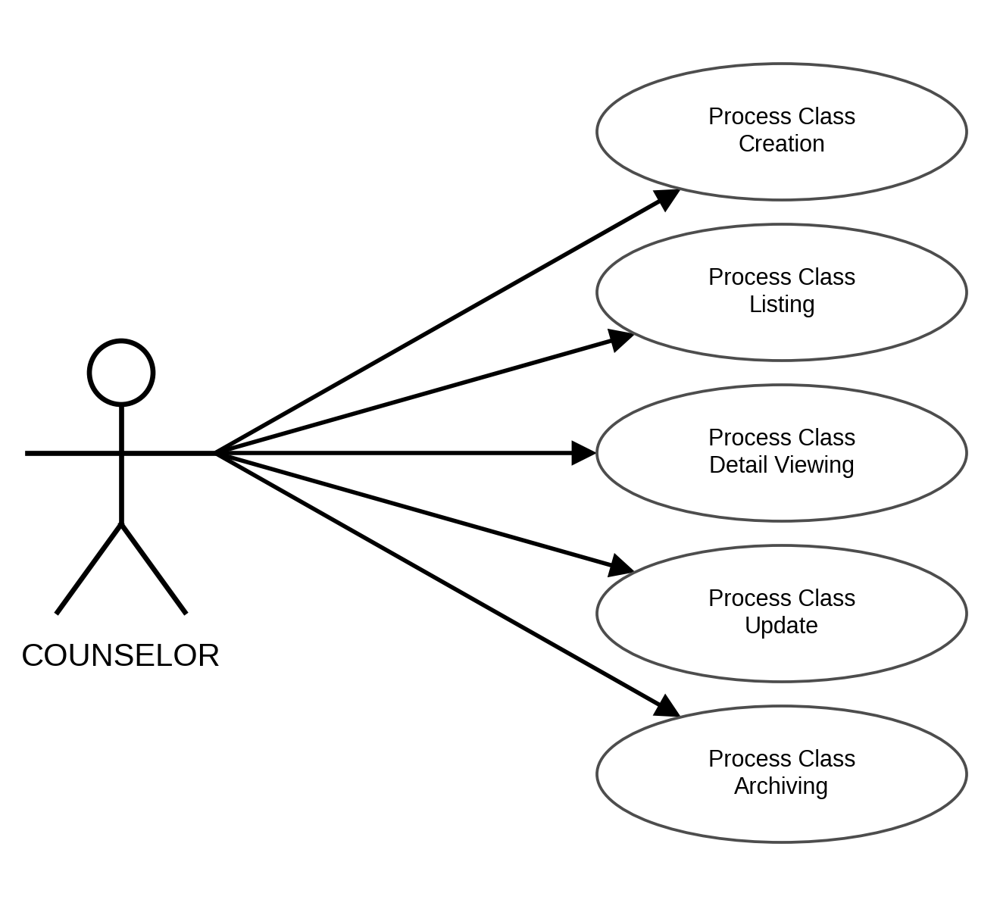 Process Class
Creation
Process Class
Listing
Process Class
Detail Viewing
Process Class
Update
COUNSELOR
Process Class
Archiving